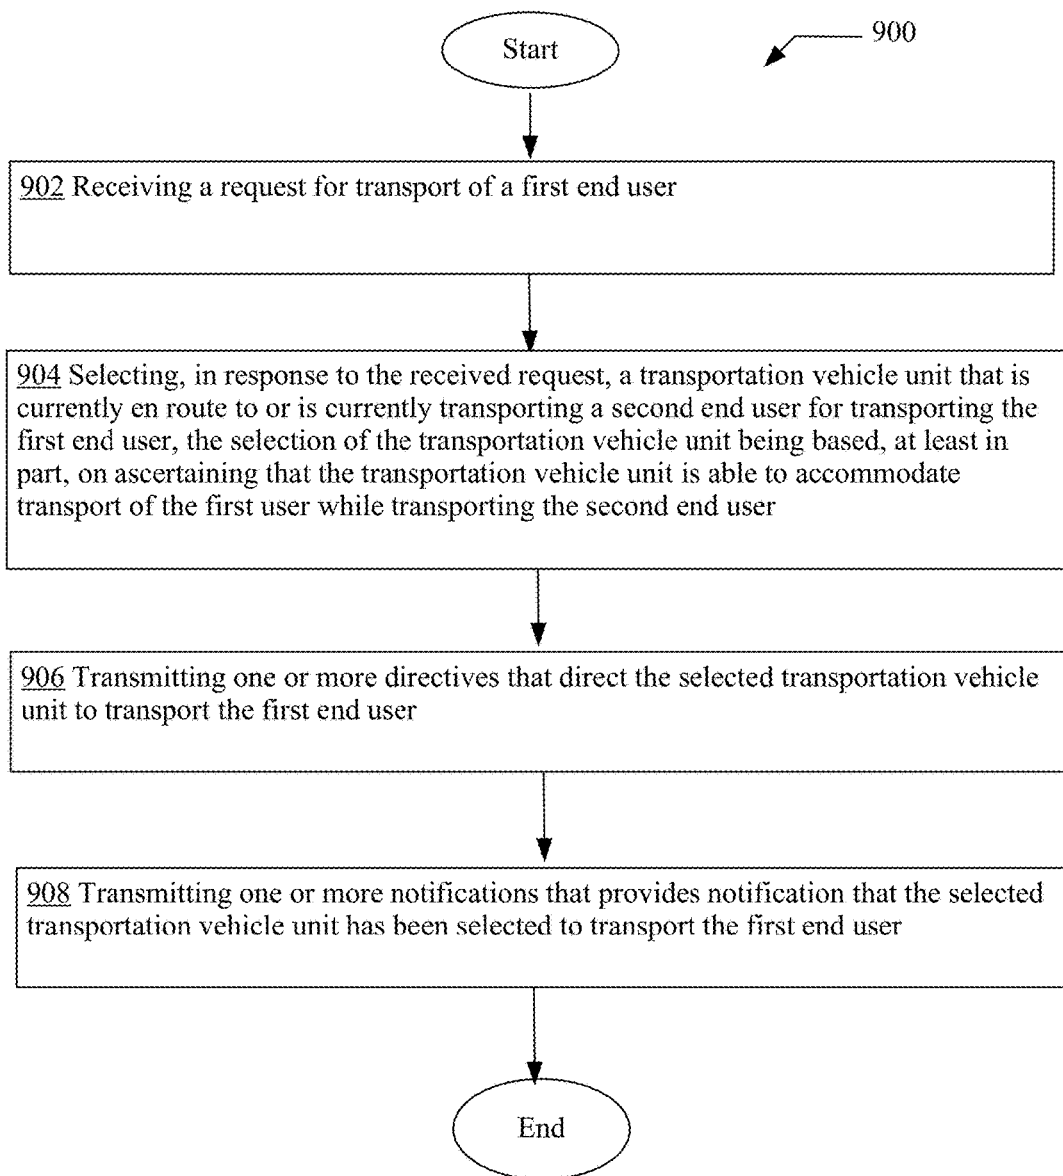 Start
900
902 Receiving a request for transport of a first end user
904 Selecting, in response to the received request, a transportation vehicle unit that is
currently en route to or is currently transporting a second end user for transporting the
first end user, the selection of the transportation vehicle unit being based, at least in
part, on ascertaining that the transportation vehicle unit is able to accommodate
transport of the first user while transporting the second end user
906 Transmitting one or more directives that direct the selected transportation vehicle
unit to transport the first end user
908 Transmitting one or more notifications that provides notification that the selected
transportation vehicle unit has been selected to transport the first end user
End